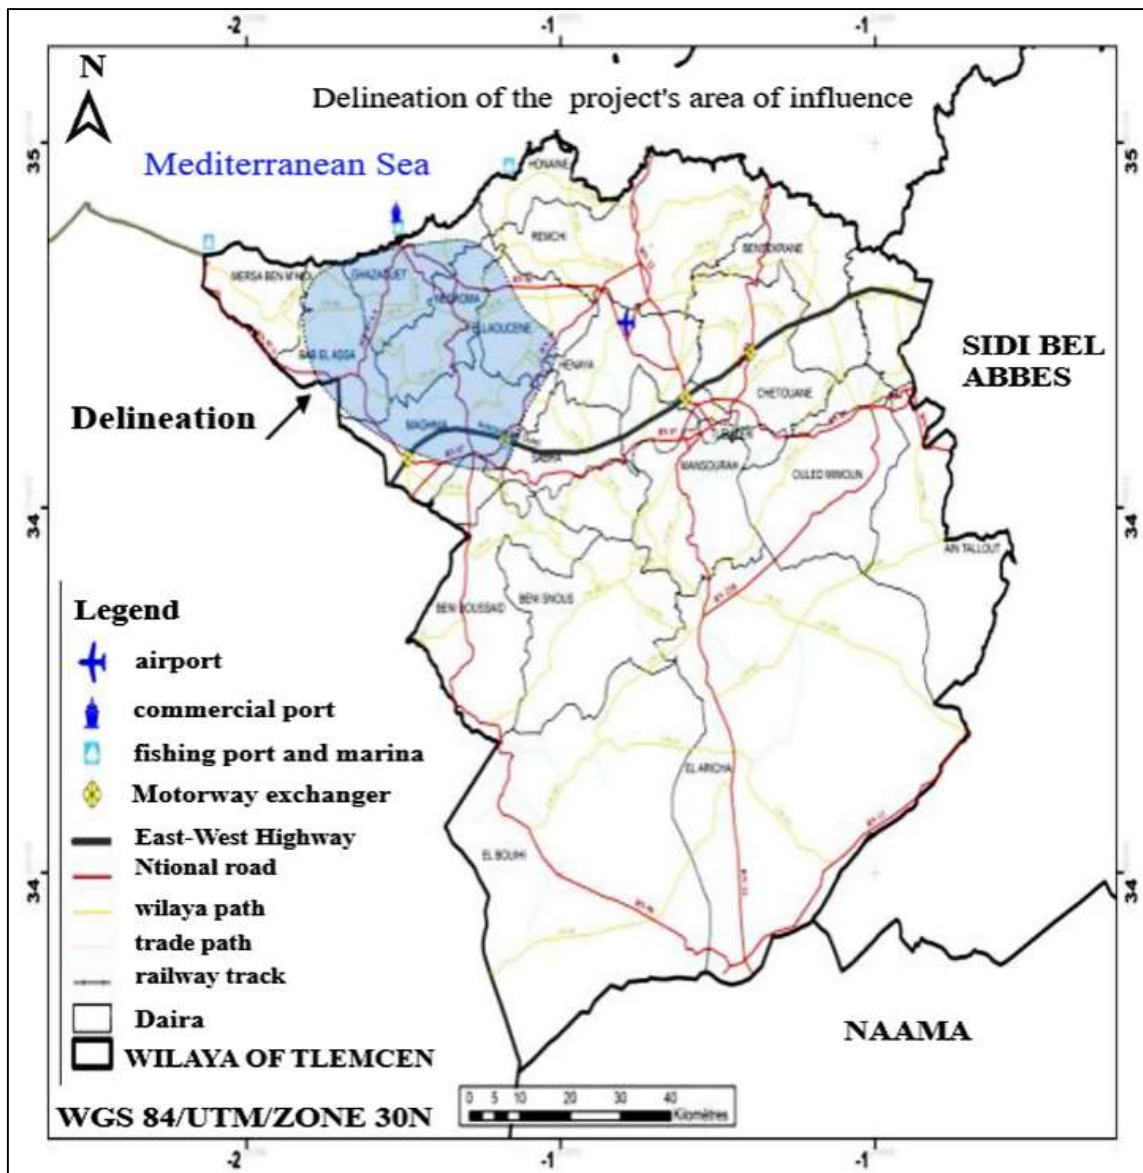 -2
-1
-1
N
Delineation of the project's area of influence
35
35
Mediterranean Sea
HONAINE
REMCHI
BENSEKRANE
MERSA BEN M'HIDI
GHAZAOUET
NEDROMA
FELLAOUCENE
BAB EL ASSA
HENAYA
SIDI BEL
ABBES
CHETOUANE
Delineation
MAGHNIA
SABRA
TLEMCEN
MANSOURAH
OULED MIMOUN
34
34
AIN TALLOUT
BENI BOUSSAID
BENI SNOUS
Legend
airport
commercial port
fishing port and marina
Motorway exchanger
East-West Highway
Ntional road
wilaya path
trade path
railway track
Daira
WILAYA OF TLEMCEN
EL ARICHA
EL BOUIHI
34
34
NAAMA
WGS 84/UTM/ZONE 30N
0 5 10 20 30 40
Kilomètres
-2
-1
-1